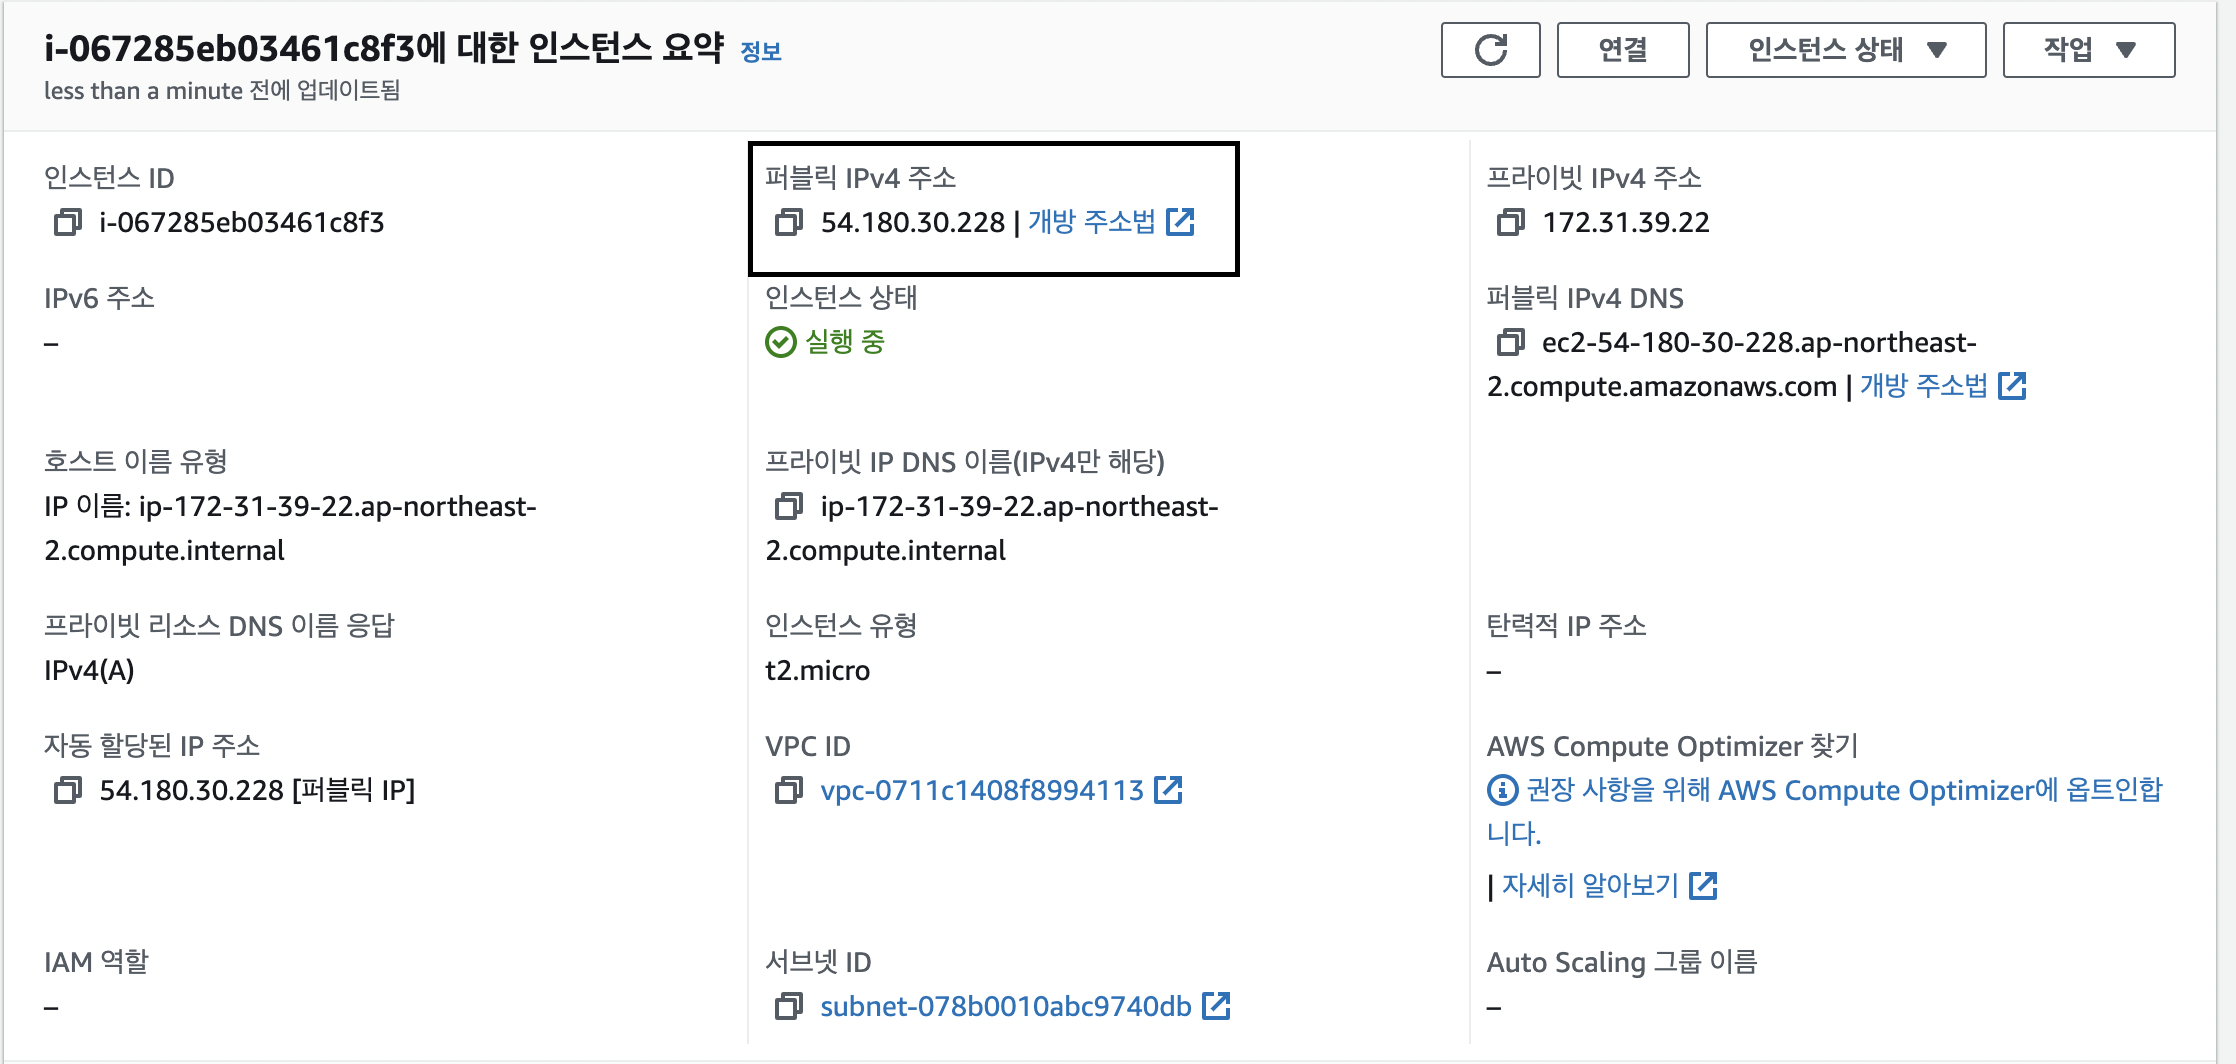 i-067285eb03461c8f3에 대한 인스턴스 요약 정보
less than a minute 전에 업데이트됨
연결
인스턴스 상태
작업
인스턴스 ID
i-067285eb03461c8f3
퍼블릭 IPv4 주소
54.180.30.228 | 개방 주소법
프라이빗 IPv4 주소
172.31.39.22
IPv6 주소
–
인스턴스 상태
실행 중
퍼블릭 IPv4 DNS
ec2-54-180-30-228.ap-northeast-
2.compute.amazonaws.com | 개방 주소법
호스트 이름 유형
IP 이름: ip-172-31-39-22.ap-northeast-
2.compute.internal
프라이빗 IP DNS 이름(IPv4만 해당)
ip-172-31-39-22.ap-northeast-
2.compute.internal
프라이빗 리소스 DNS 이름 응답
IPv4(A)
인스턴스 유형
t2.micro
탄력적 IP 주소
–
자동 할당된 IP 주소
54.180.30.228 [퍼블릭 IP]
VPC ID
vpc-0711c1408f8994113
AWS Compute Optimizer 찾기
권장 사항을 위해 AWS Compute Optimizer에 옵트인합
니다.
| 자세히 알아보기
IAM 역할
–
서브넷 ID
subnet-078b0010abc9740db
Auto Scaling 그룹 이름
–